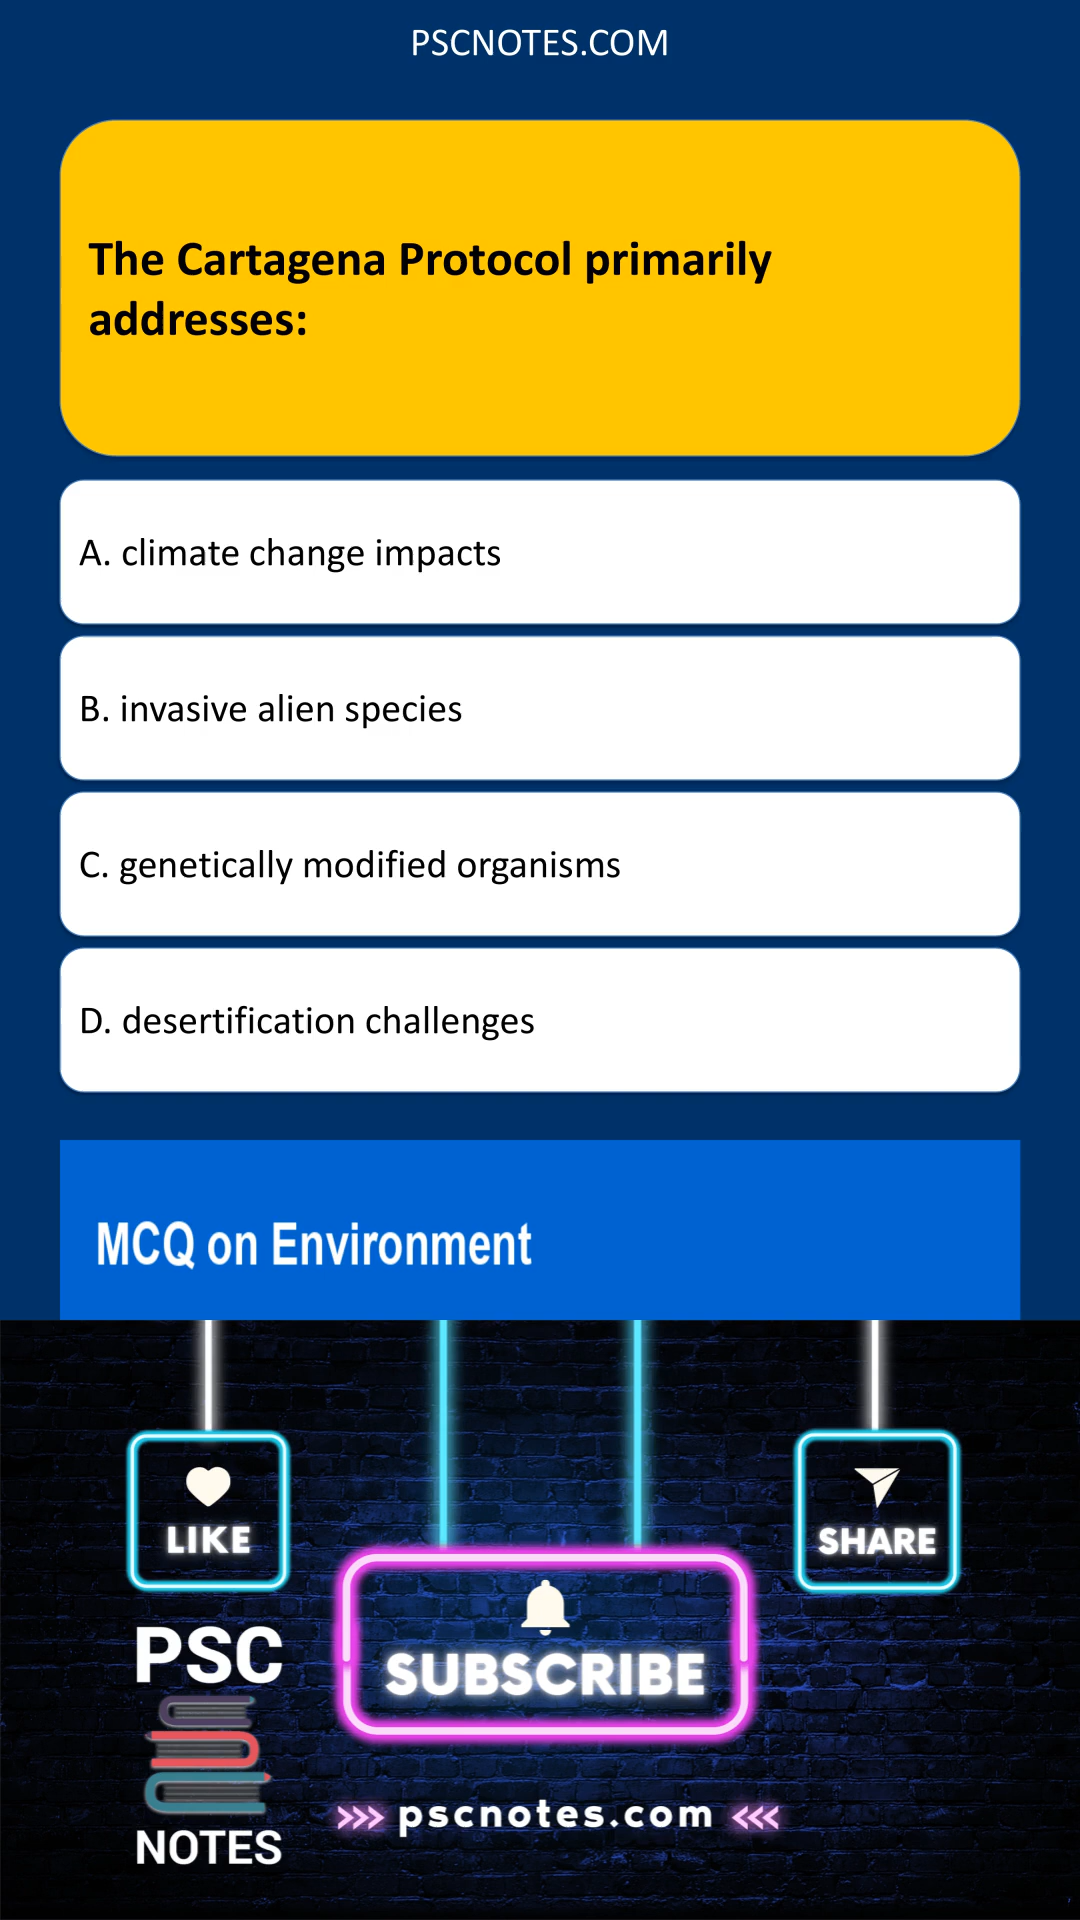 PSCNOTES.COM
The Cartagena Protocol primarily
addresses:
A. climate change impacts
B. invasive alien species
C. genetically modified organisms
D. desertification challenges
MCQ on Environment
LIKE
SHARE
SUBSCRIBE
PSC
NOTES
>>> pscnotes.com <<<